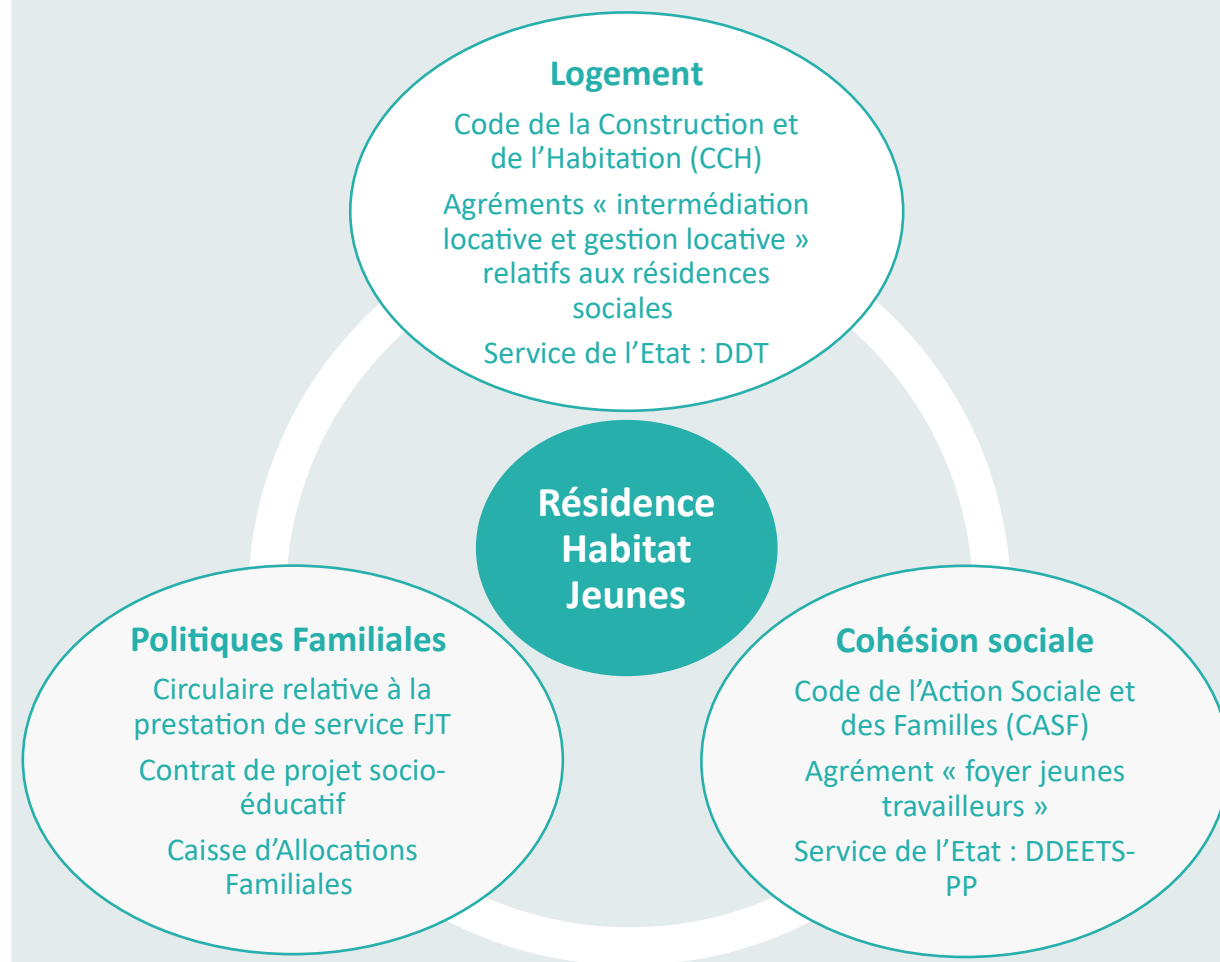 Logement
Code de la Construction et
de l’Habitation (CCH)
Agréments « intermédiation
locative et gestion locative »
relatifs aux résidences
sociales
Service de l’Etat : DDT
Résidence
Habitat
Jeunes
Politiques Familiales
Circulaire relative à la
prestation de service FJT
Contrat de projet socio-
éducatif
Caisse d’Allocations
Familiales
Cohésion sociale
Code de l’Action Sociale et
des Familles (CASF)
Agrément « foyer jeunes
travailleurs »
Service de l’Etat : DDEETS-
PP